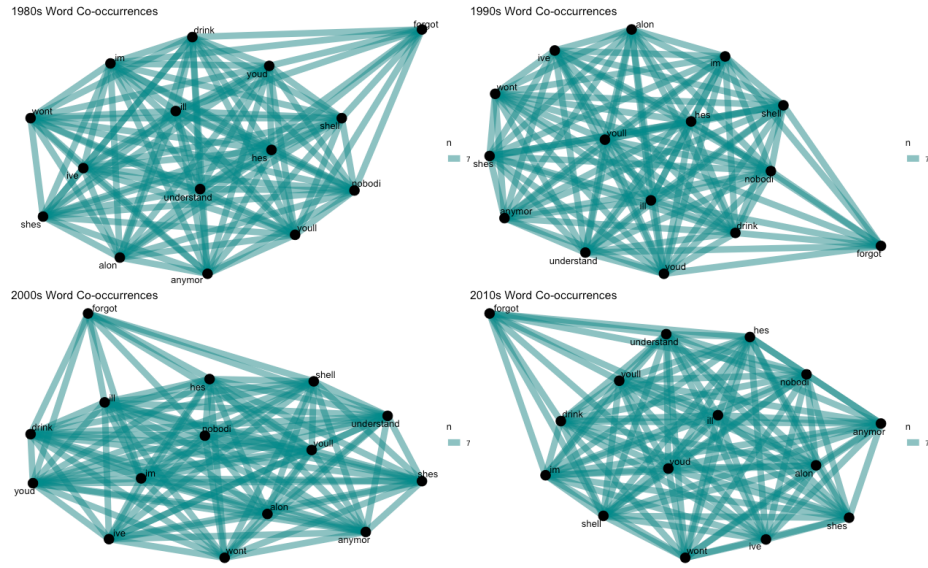 1980s Word Co-occurrences
forgot
drink
im
youd
ill
wont
shell
hes
ive
nobodi
understand
shes
youll
alon
anymor
n
7
1990s Word Co-occurrences
alon
ive
im
wont
shell
hes
youll
shes
nobodi
ill
anymor
drink
forgot
understand
youd
n
7
2000s Word Co-occurrences
forgot
shell
hes
ill
understand
drink
nobodi
youll
im
shes
youd
alon
ive
anymor
wont
n
7
2010s Word Co-occurrences
forgot
hes
understand
youll
nobodi
drink
ill
anymor
youd
alon
im
shell
shes
ive
wont
n
7